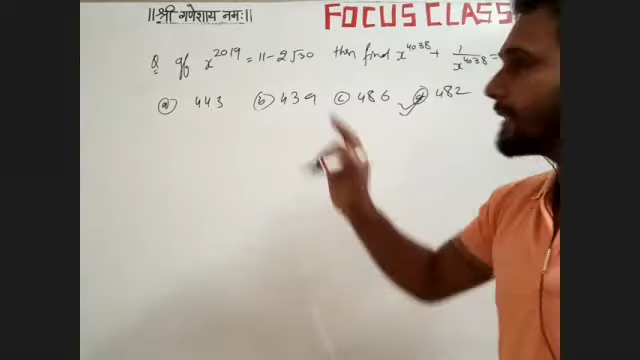 ||श्री गणेशाय नमः||
FOCUS CLASS
Q. If x^2019 = 11 - 2√30 then find x^4038 + 1/x^4038 =
(a) 443 (b) 439 (c) 486 (d) 482